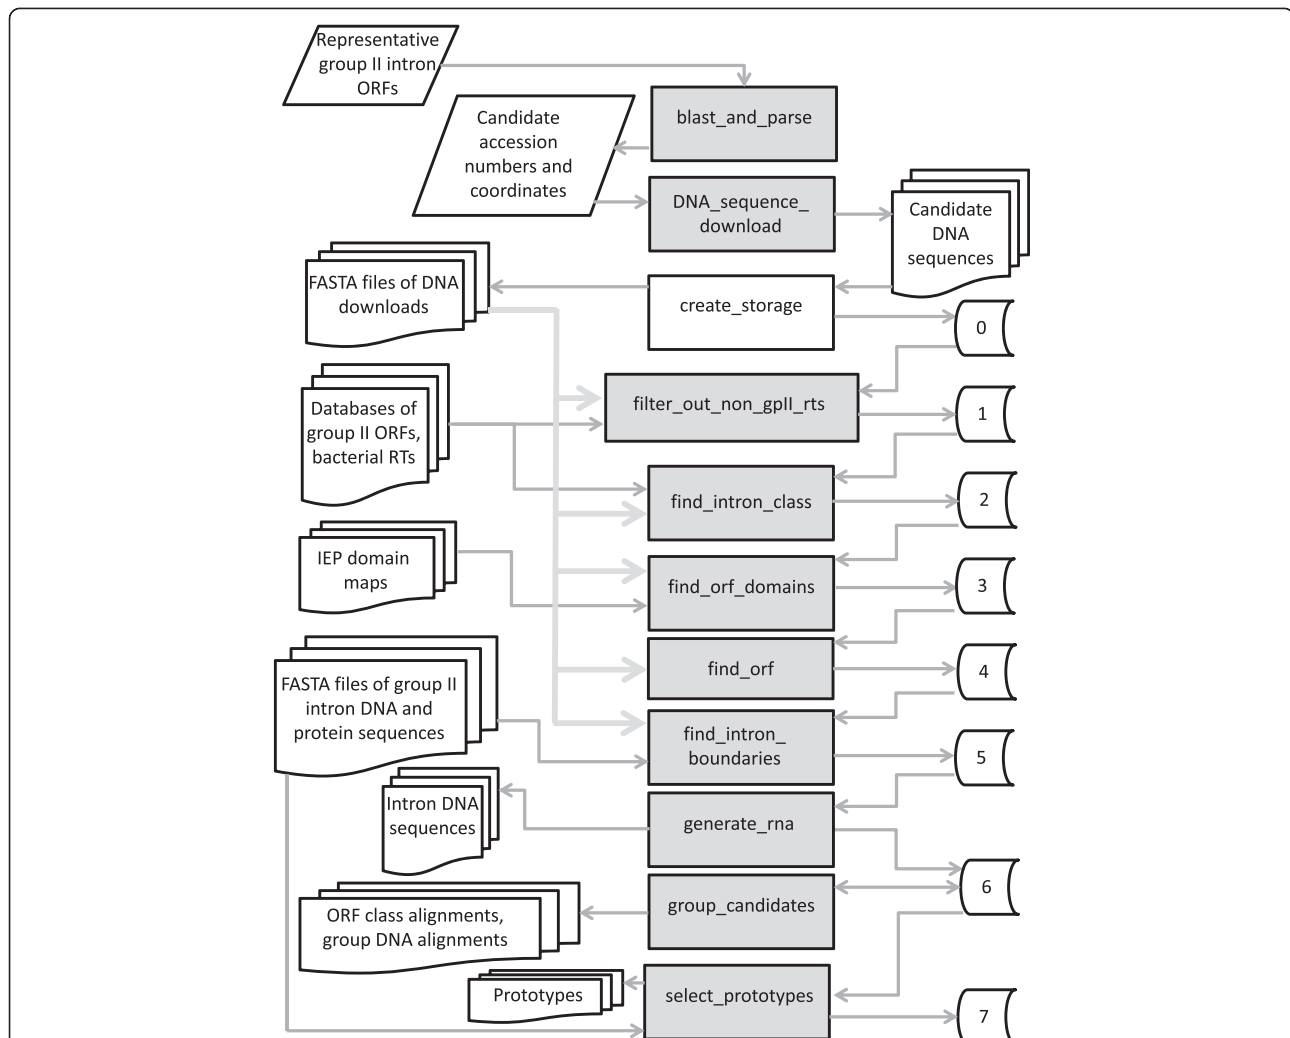 Representative
group II intron
ORFs
blast_and_parse
Candidate
accession
numbers and
coordinates
DNA_sequence_
download
Candidate
DNA
sequences
FASTA files of DNA
downloads
create_storage
0
filter_out_non_gpII_rts
1
Databases of
group II ORFs,
bacterial RTs
find_intron_class
2
IEP domain
maps
find_orf_domains
3
find_orf
4
FASTA files of group II
intron DNA and
protein sequences
find_intron_
boundaries
5
Intron DNA
sequences
generate_rna
6
group_candidates
ORF class alignments,
group DNA alignments
Prototypes
select_prototypes
7